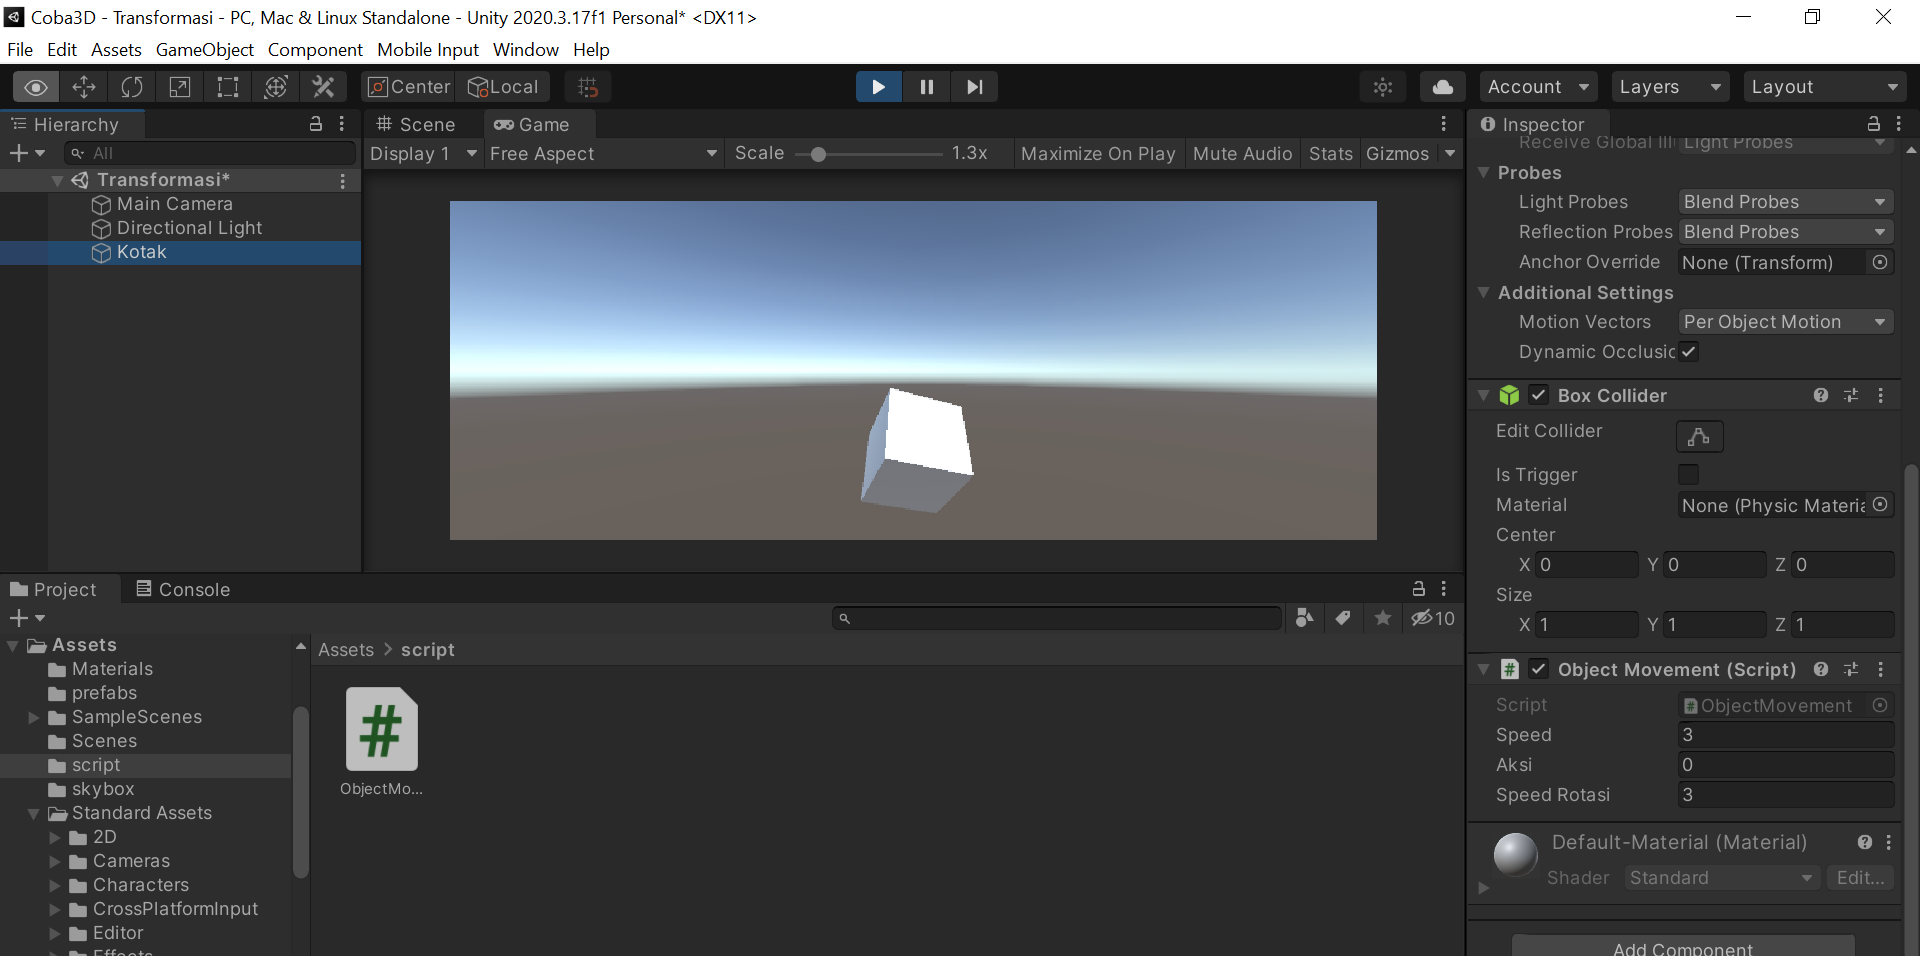 Coba3D - Transformasi - PC, Mac & Linux Standalone - Unity 2020.3.17f1 Personal* <DX11>
File Edit Assets GameObject Component Mobile Input Window Help
Center Local Account Layers Layout
Hierarchy
All
Transformasi*
Main Camera
Directional Light
Kotak
Scene Game
Display 1 Free Aspect Scale 1.3x Maximize On Play Mute Audio Stats Gizmos
Inspector
Receive Global Ill Light Probes
Probes
Light Probes Blend Probes
Reflection Probes Blend Probes
Anchor Override None (Transform)
Additional Settings
Motion Vectors Per Object Motion
Dynamic Occlusic
Box Collider
Edit Collider
Is Trigger
Material None (Physic Materia
Center
X 0 Y 0 Z 0
Size
X 1 Y 1 Z 1
# Object Movement (Script)
Script # ObjectMovement
Speed 3
Aksi 0
Speed Rotasi 3
Default-Material (Material)
Shader Standard Edit...
Add Component
Project Console
10
Assets
Materials
prefabs
SampleScenes
Scenes
script
skybox
Standard Assets
2D
Cameras
Characters
CrossPlatformInput
Editor
Effects
Assets > script
#
ObjectMo...